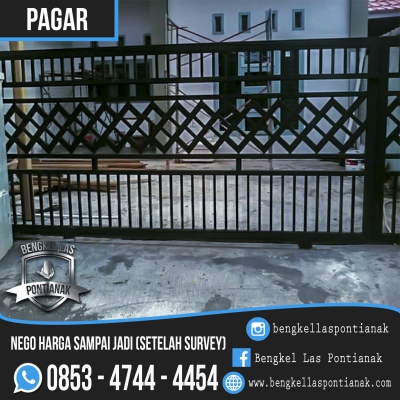 PAGAR
BENGKEL LAS
PONTIANAK
NEGO HARGA SAMPAI JADI (SETELAH SURVEY)
0853 - 4744 - 4454
bengkellaspontianak
Bengkel Las Pontianak
www.bengkellaspontianak.com